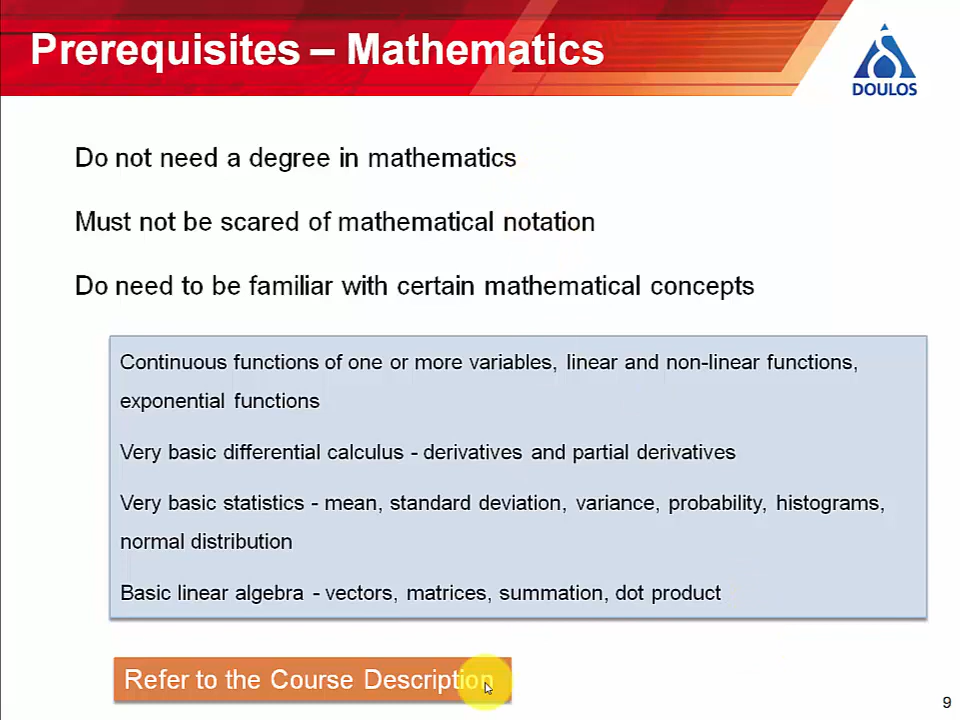 Prerequisites – Mathematics
DOULOS
Do not need a degree in mathematics
Must not be scared of mathematical notation
Do need to be familiar with certain mathematical concepts
Continuous functions of one or more variables, linear and non-linear functions,
exponential functions
Very basic differential calculus - derivatives and partial derivatives
Very basic statistics - mean, standard deviation, variance, probability, histograms,
normal distribution
Basic linear algebra - vectors, matrices, summation, dot product
Refer to the Course Description
9